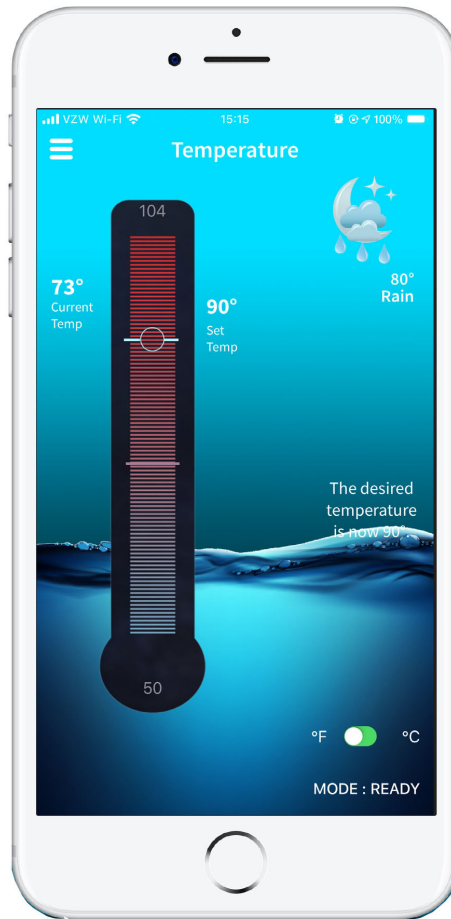 VZW Wi-Fi 15:15 100%
Temperature
104
73°
Current
Temp
90°
Set
Temp
80°
Rain
The desired
temperature
is now 90°.
50
°F °C
MODE : READY